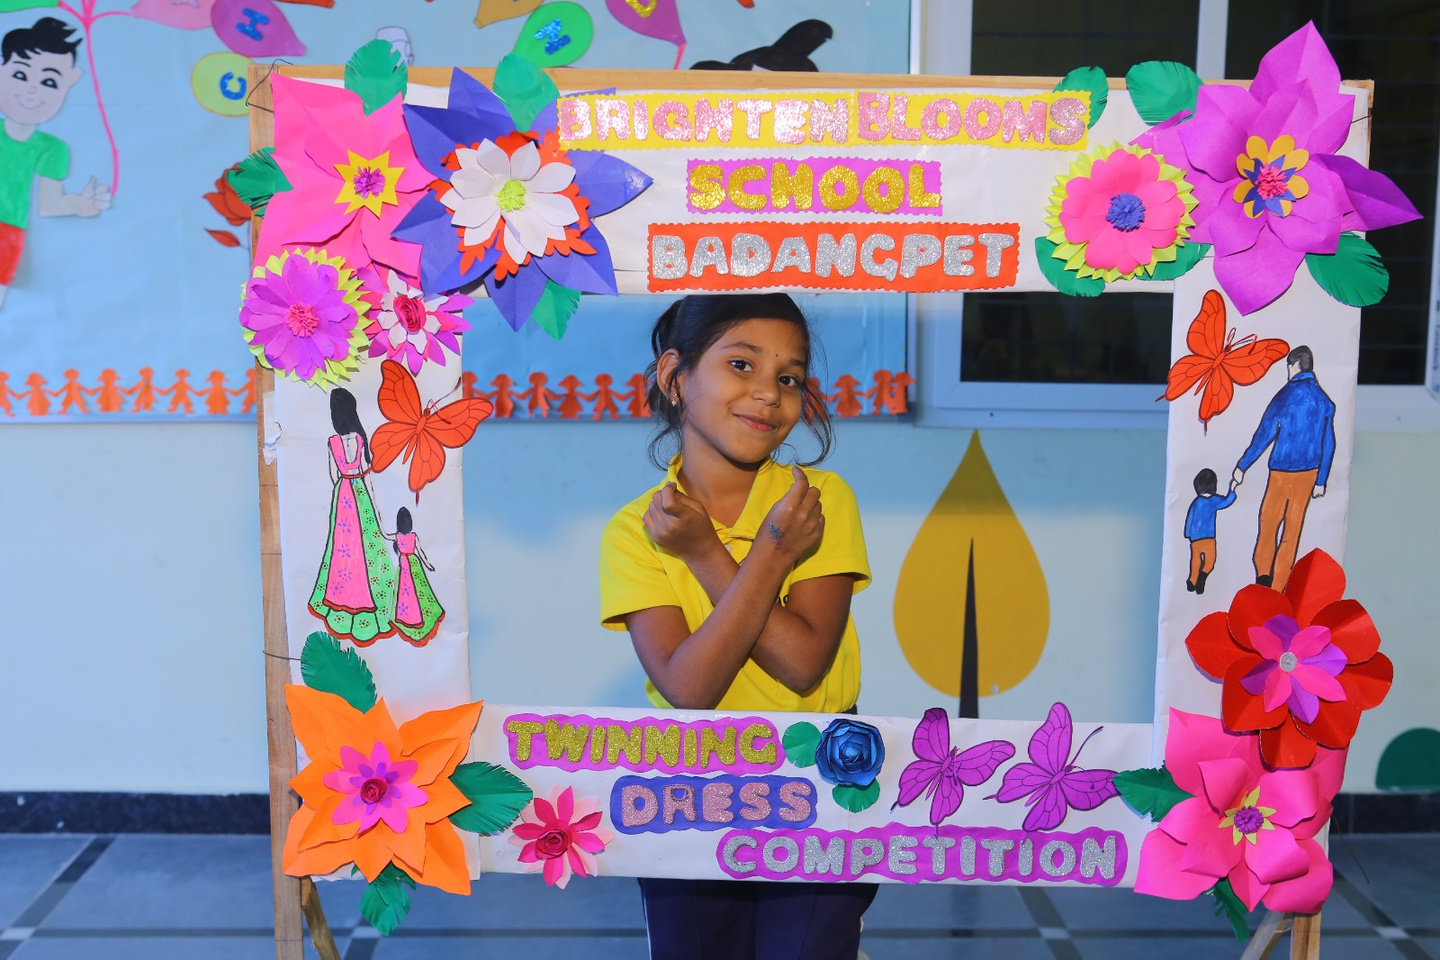 BRIGHTEN BLOOMS
SCHOOL
BADANGPET
TWINNING
DRESS
COMPETITION